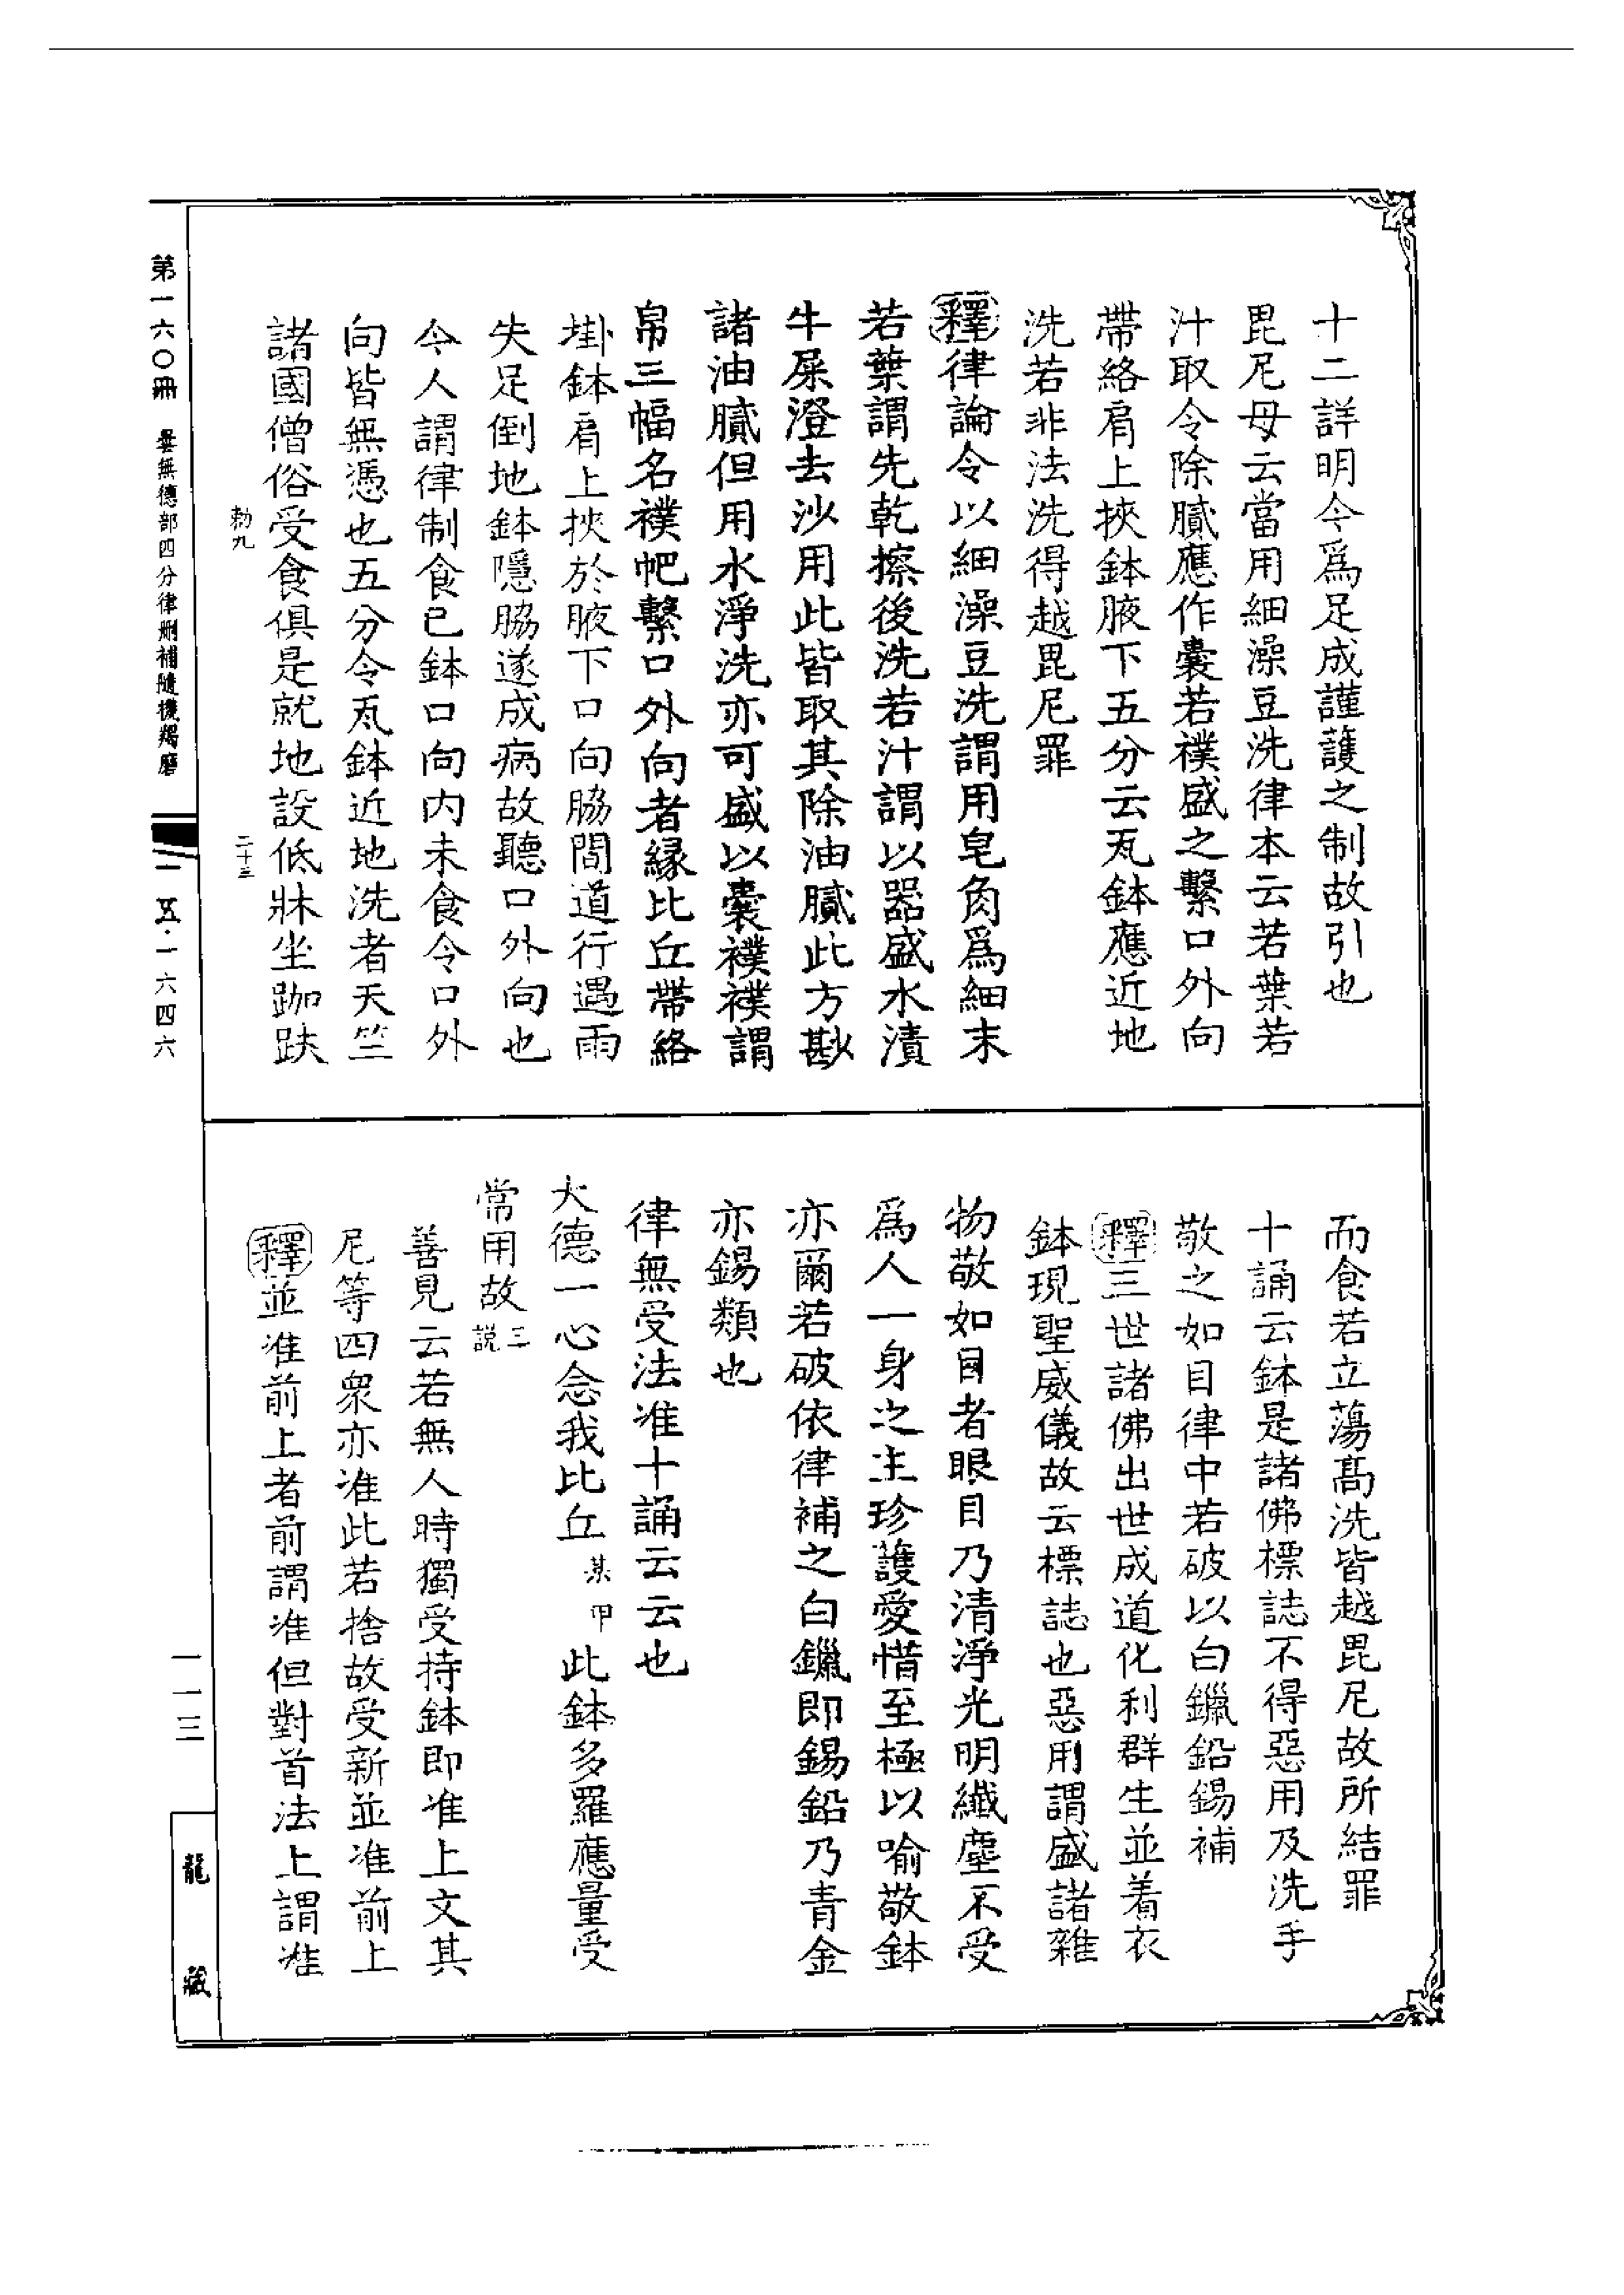 十二詳明今爲足成謹護之制故引也
毘尼母云當用細澡豆洗律本云若葉若
汁取令除膩應作囊若襆盛之繫口外向
帶絡肩上挾鉢腋下五分云瓦鉢應近地
洗若非法洗洗得越毘尼罪
釋律論令以細澡豆洗謂用皂角爲細末
若葉謂先乾擦後洗若汁謂以器盛水漬
牛屎澄去沙用此皆取其除油膩此方斟
諸油膩但用水淨洗亦可盛以囊襆襆謂
帛三幅名襆帊繫口外向者緣比丘帶絡
掛鉢肩上挾於腋下口向脇間道行遇雨
失足倒地鉢隱脇遂成病故聽口外向也
今人謂律制食已鉢口向内未食令口外
向皆無憑也五分令瓦鉢近地洗者天竺
諸國僧俗受食俱是就地設低牀坐跏趺
勑九
二十三
而食若立蕩髙洗皆越毘尼故所結罪
十誦云鉢是諸佛標誌不得惡用及洗手
敬之如目律中若破以白鑞鉛錫補
釋三世諸佛出世成道化利群生並着衣
鉢現聖威儀故云標誌也惡用謂盛諸雜
物敬如目者眼目乃清淨光明纖塵不受
爲人一身之主珍護愛惜至極以喻敬鉢
亦爾若破依律補之白鑞即錫鉛乃青金
亦錫類也
律無受法准十誦云云也
大德一心念我比丘某甲此鉢多羅應量受
常用故三說
善見云若無人時獨受持鉢即准上文其
尼等四衆亦准此若捨故受新並准前上
釋並准前上者前謂准但對首法上謂准
第一六〇冊 曇無德部四分律刪補隨機羯磨
一五·一六四六
一一三
龍藏